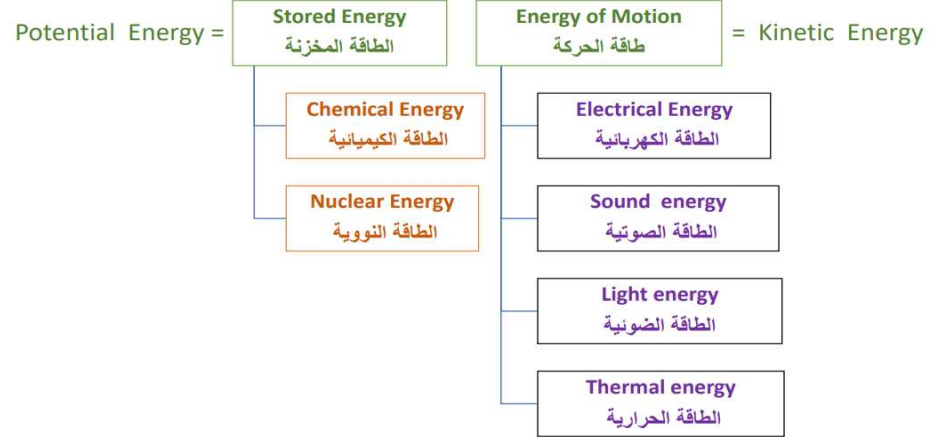 Potential Energy =
Stored Energy
الطاقة المخزنة
Energy of Motion
طاقة الحركة
= Kinetic Energy
Chemical Energy
الطاقة الكيميائية
Nuclear Energy
الطاقة النووية
Electrical Energy
الطاقة الكهربائية
Sound energy
الطاقة الصوتية
Light energy
الطاقة الضوئية
Thermal energy
الطاقة الحرارية